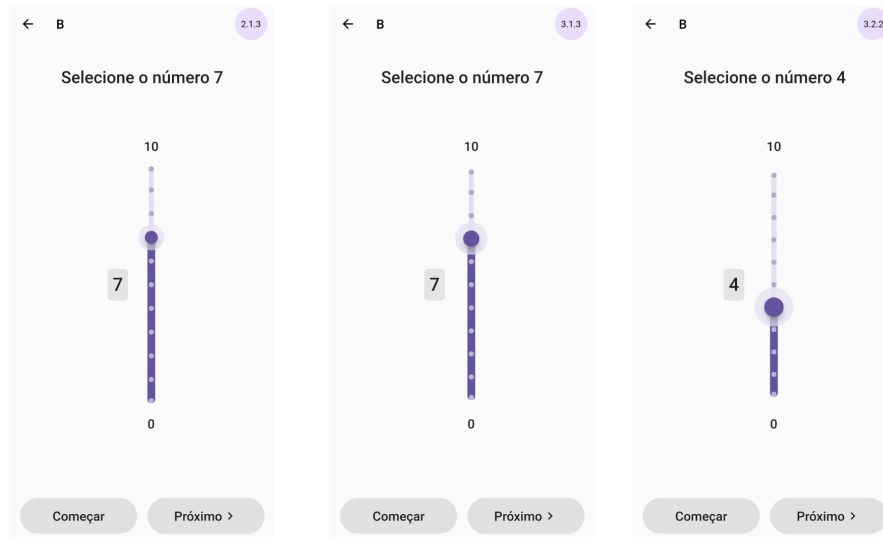 B
2.1.3
Selecione o número 7
10
7
0
Começar
Próximo >
B
3.1.3
Selecione o número 7
10
7
0
Começar
Próximo >
B
3.2.2
Selecione o número 4
10
4
0
Começar
Próximo >